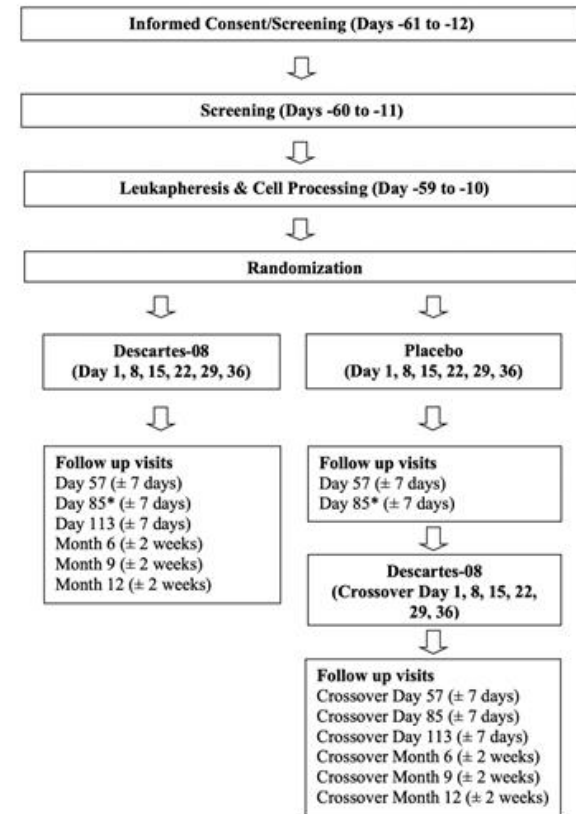 Informed Consent/Screening (Days -61 to -12)
Screening (Days -60 to -11)
Leukapheresis & Cell Processing (Day -59 to -10)
Randomization
Descartes-08
(Day 1, 8, 15, 22, 29, 36)
Placebo
(Day 1, 8, 15, 22, 29, 36)
Follow up visits
Day 57 (± 7 days)
Day 85* (± 7 days)
Day 113 (± 7 days)
Month 6 (± 2 weeks)
Month 9 (± 2 weeks)
Month 12 (± 2 weeks)
Follow up visits
Day 57 (± 7 days)
Day 85* (± 7 days)
Descartes-08
(Crossover Day 1, 8, 15, 22,
29, 36)
Follow up visits
Crossover Day 57 (± 7 days)
Crossover Day 85 (± 7 days)
Crossover Day 113 (± 7 days)
Crossover Month 6 (± 2 weeks)
Crossover Month 9 (± 2 weeks)
Crossover Month 12 (± 2 weeks)